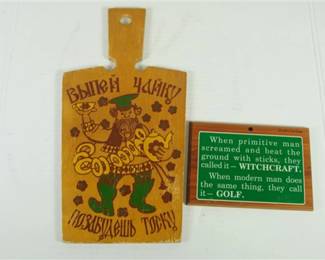 ВЫПЕЙ ЧАЙКУ
ПОЗАБУДЕШЬ ТОСКУ!
When primitive man
screamed and beat the
ground with sticks, they
called it — WITCHCRAFT.
When modern man does
the same thing, they call
it — GOLF.